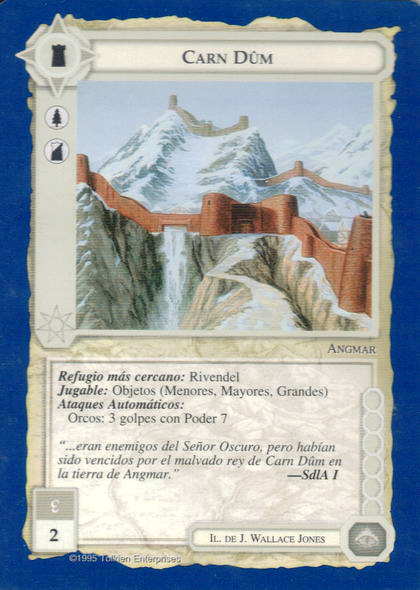 CARN DÛM
ANGMAR
Refugio más cercano: Rivendel
Jugable: Objetos (Menores, Mayores, Grandes)
Ataques Automáticos:
Orcos: 3 golpes con Poder 7
“...eran enemigos del Señor Oscuro, pero habían
sido vencidos por el malvado rey de Carn Dûm en
la tierra de Angmar.” —SdlA I
3
2
IL. DE J. WALLACE JONES
©1995 Tolkien Enterprises